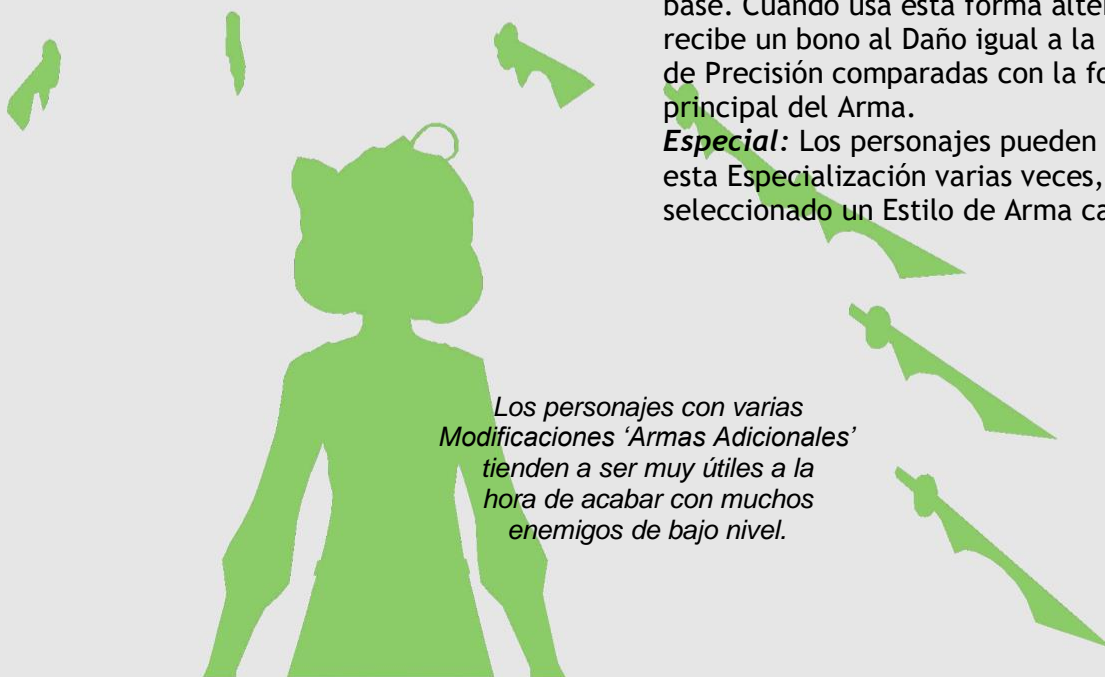 base. Cuando usa esta forma alter
recibe un bono al Daño igual a la
de Precisión comparadas con la fo
principal del Arma.
Especial: Los personajes pueden
esta Especialización varias veces,
seleccionado un Estilo de Arma ca
Los personajes con varias
Modificaciones ‘Armas Adicionales’
tienden a ser muy útiles a la
hora de acabar con muchos
enemigos de bajo nivel.